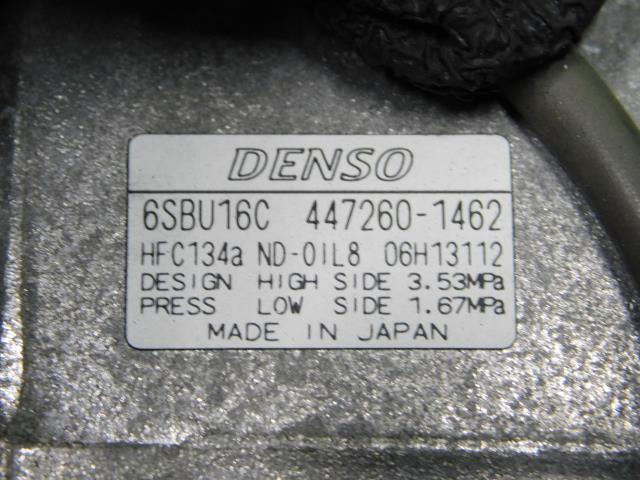 DENSO
6SBU16C 447260-1462
HFC134a ND-OIL8 06H13112
DESIGN HIGH SIDE 3.53MPa
PRESS LOW SIDE 1.67MPa
MADE IN JAPAN